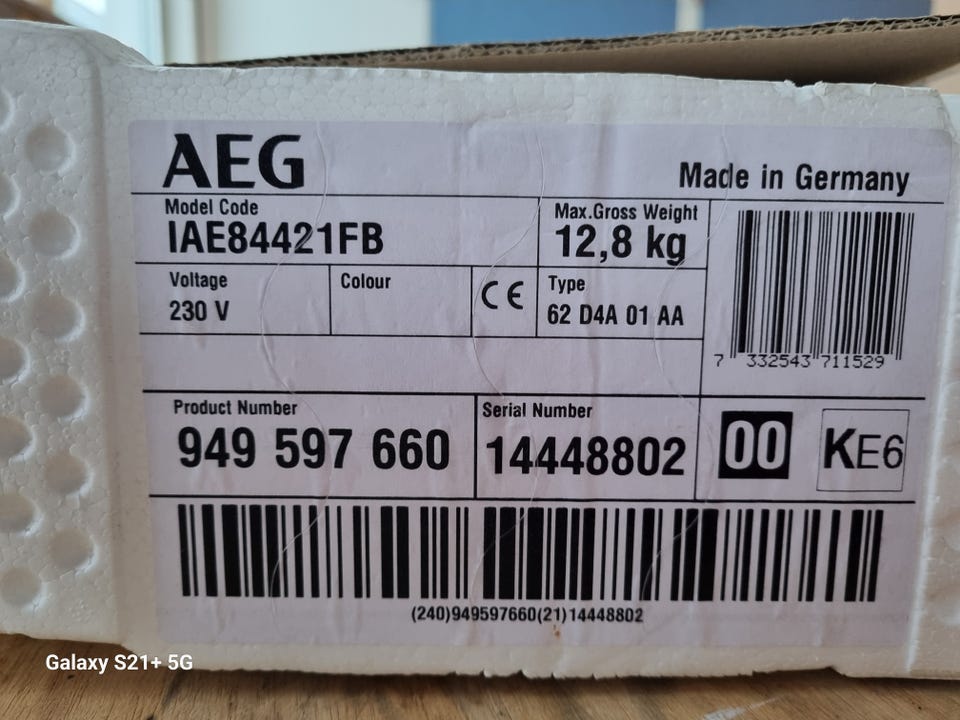 AEG
Made in Germany
Model Code
IAE84421FB
Max.Gross Weight
12,8 kg
Voltage
230 V
Colour
CE
Type
62 D4A 01 AA
7 332543 711529
Product Number
949 597 660
Serial Number
14448802
00
KE6
(240)949597660(21)14448802
Galaxy S21+ 5G